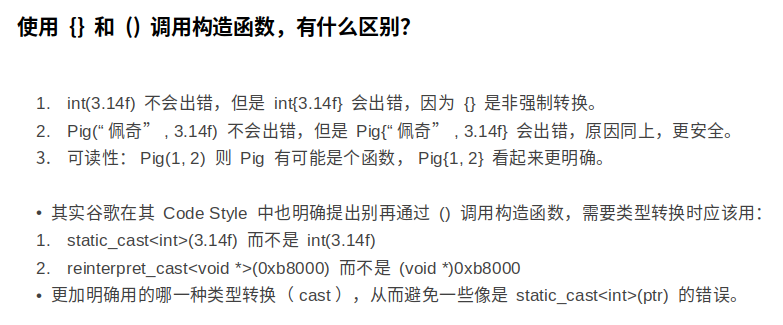 使用 {} 和 () 调用构造函数，有什么区别？
1. int(3.14f) 不会出错，但是 int{3.14f} 会出错，因为 {} 是非强制转换。
2. Pig(“佩奇”, 3.14f) 不会出错，但是 Pig{“佩奇”, 3.14f} 会出错，原因同上，更安全。
3. 可读性：Pig(1, 2) 则 Pig 有可能是个函数，Pig{1, 2} 看起来更明确。
• 其实谷歌在其 Code Style 中也明确提出别再通过 () 调用构造函数，需要类型转换时应该用：
1. static_cast<int>(3.14f) 而不是 int(3.14f)
2. reinterpret_cast<void *>(0xb8000) 而不是 (void *)0xb8000
• 更加明确用的哪一种类型转换（cast），从而避免一些像是 static_cast<int>(ptr) 的错误。